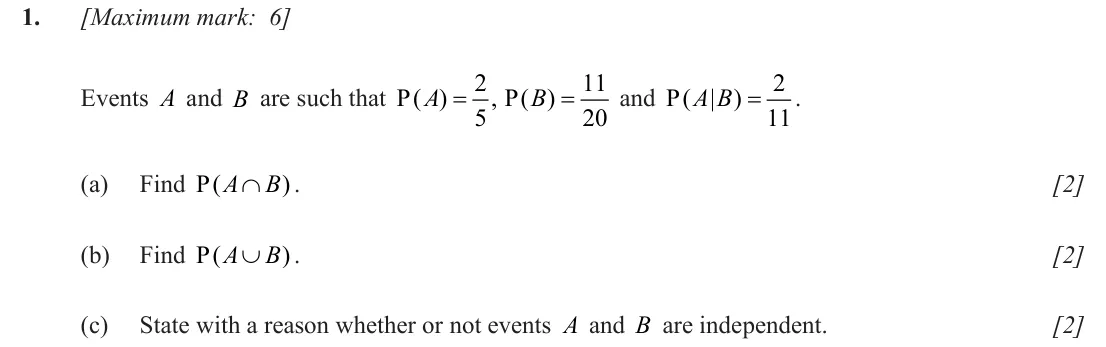 1. [Maximum mark: 6]
Events A and B are such that P(A) = 2/5, P(B) = 11/20 and P(A|B) = 2/11.
(a) Find P(A∩B). [2]
(b) Find P(A∪B). [2]
(c) State with a reason whether or not events A and B are independent. [2]